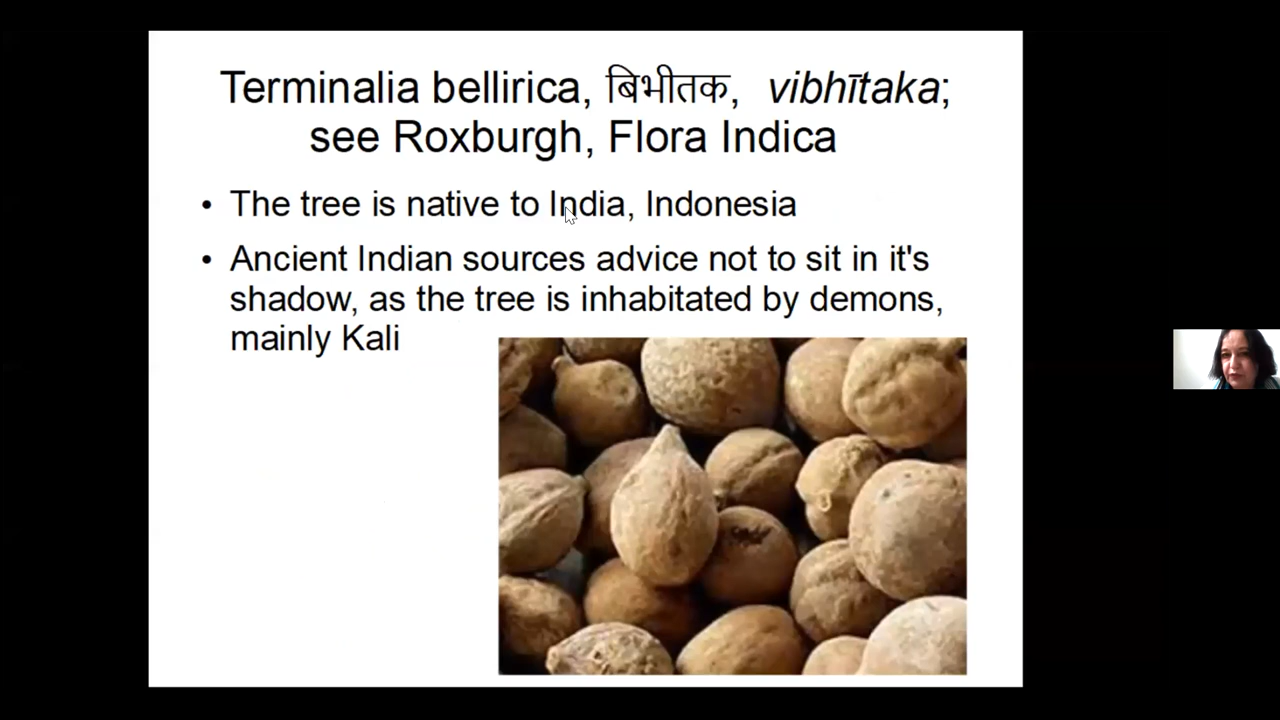 Terminalia bellirica, बिभीतक, vibhītaka;
see Roxburgh, Flora Indica
• The tree is native to India, Indonesia
• Ancient Indian sources advice not to sit in it's
shadow, as the tree is inhabitated by demons,
mainly Kali